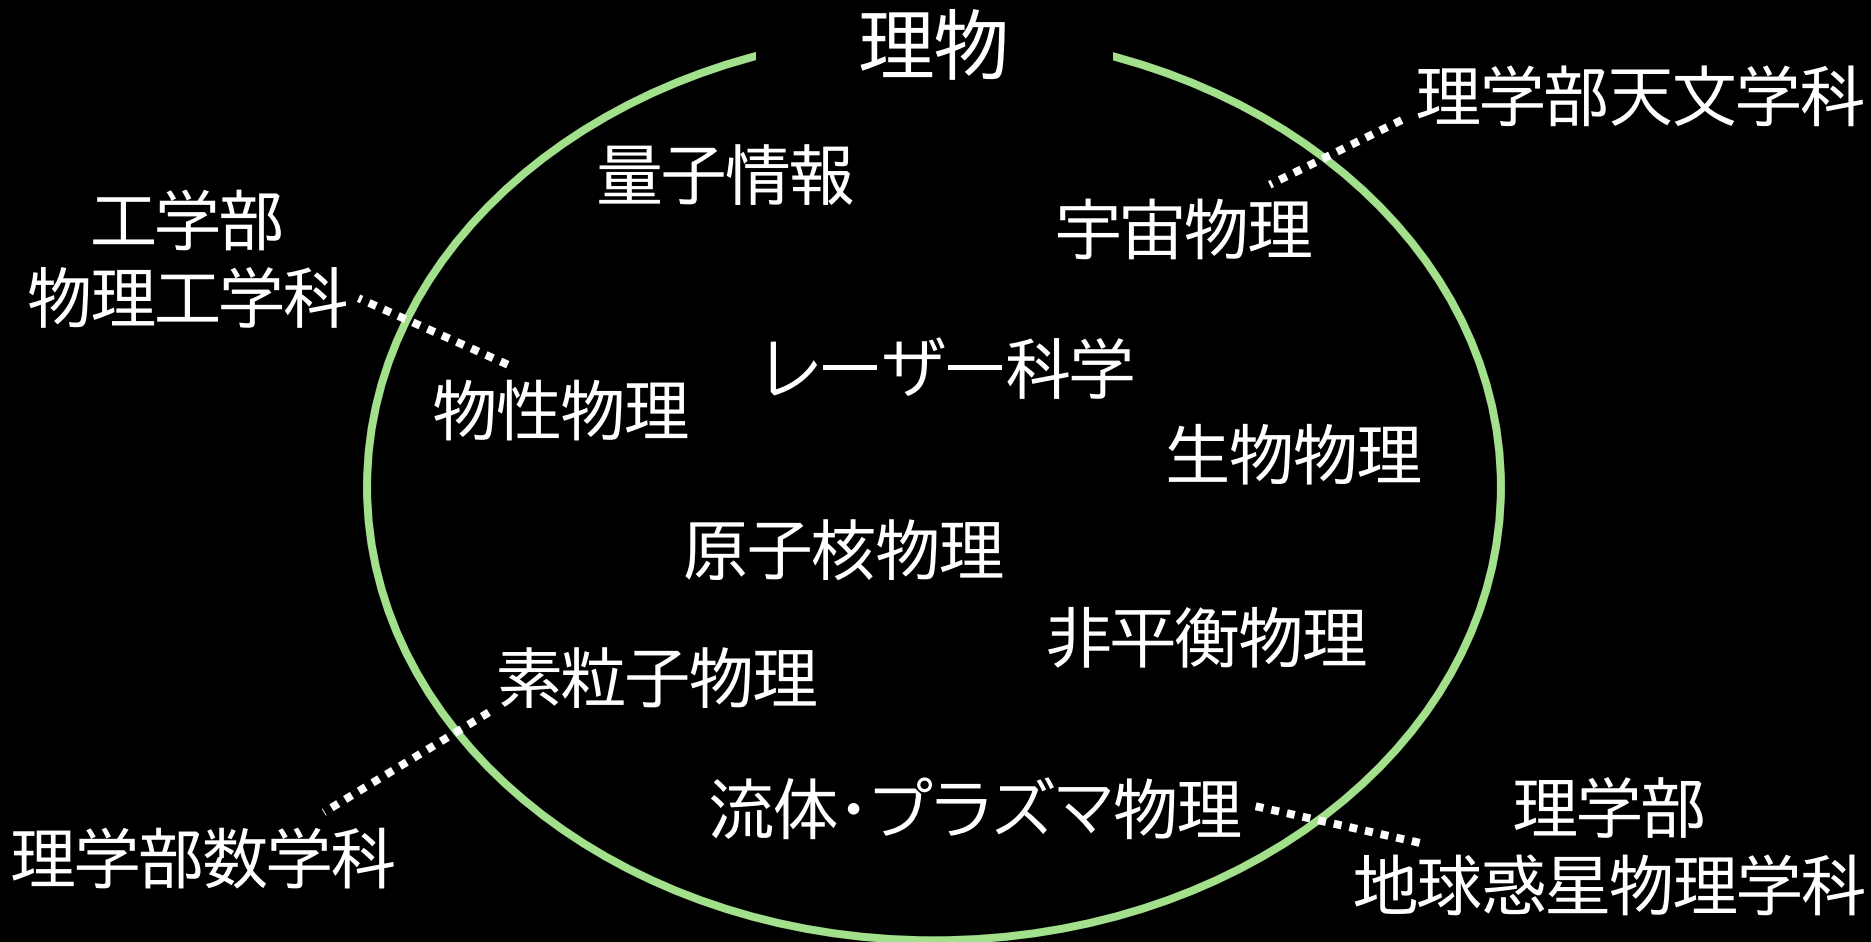 理物
理学部天文学科
量子情報
宇宙物理
工学部
物理工学科
レーザー科学
物性物理
生物物理
原子核物理
非平衡物理
素粒子物理
流体・プラズマ物理
理学部
地球惑星物理学科
理学部数学科